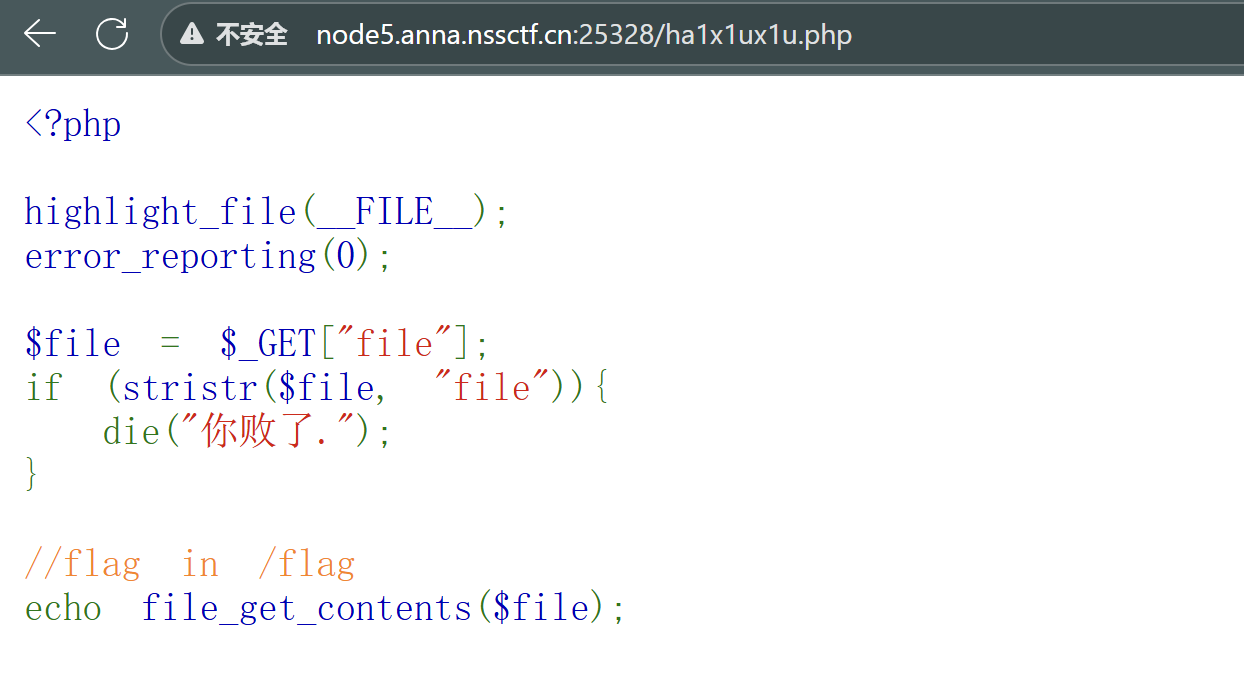 不安全 node5.anna.nssctf.cn:25328/ha1x1ux1u.php
<?php
highlight_file(__FILE__);
error_reporting(0);
$file = $_GET["file"];
if (stristr($file, "file")){
die("你败了.");
}
//flag in /flag
echo file_get_contents($file);